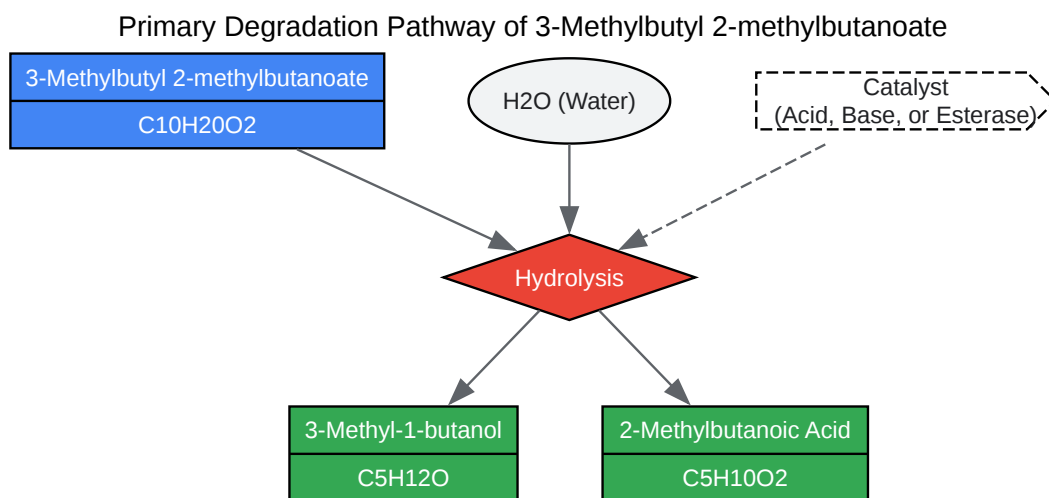 Primary Degradation Pathway of 3-Methylbutyl 2-methylbutanoate
3-Methylbutyl 2-methylbutanoate
C10H20O2
H2O (Water)
Catalyst
(Acid, Base, or Esterase)
Hydrolysis
3-Methyl-1-butanol
C5H12O
2-Methylbutanoic Acid
C5H10O2